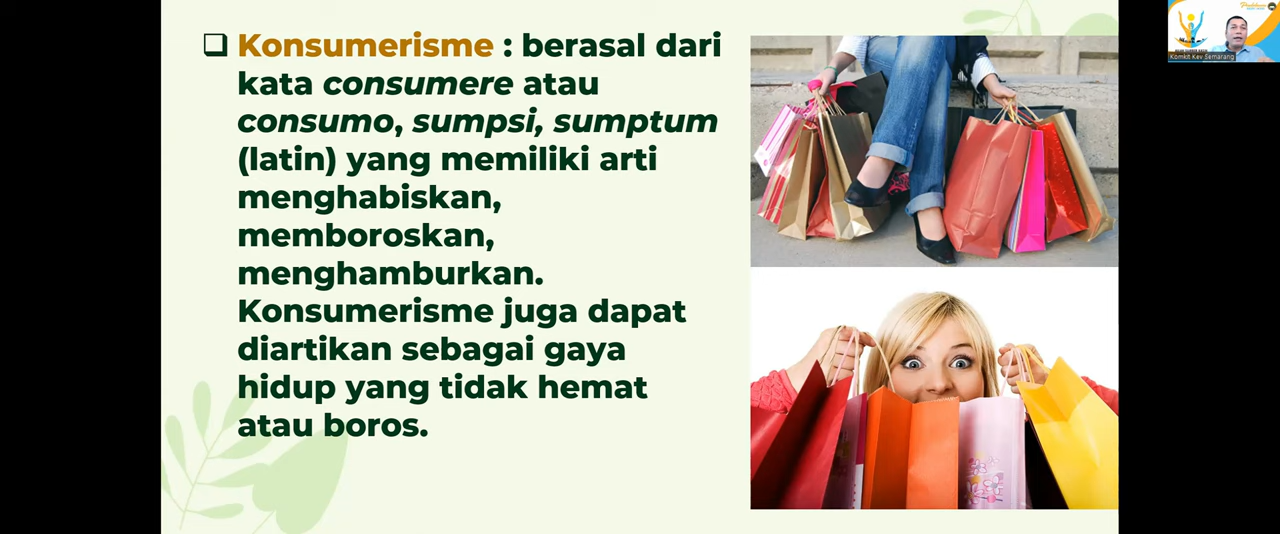 Konsumerisme : berasal dari
kata consumere atau
consumo, sumpsi, sumptum
(latin) yang memiliki arti
menghabiskan,
memboroskan,
menghamburkan.
Konsumerisme juga dapat
diartikan sebagai gaya
hidup yang tidak hemat
atau boros.
Komkit Kev Semarang